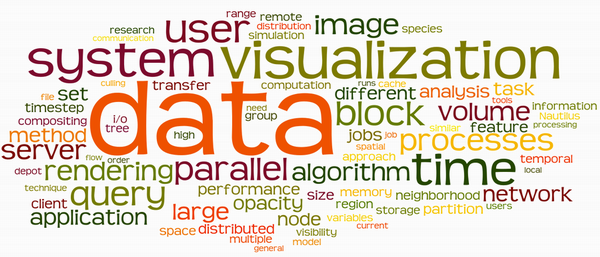 range remote
research user distribution image species
communication simulation
system visualization
culling transfer computation runs cache
file set different analysis task
tools
timestep data need block volume information
compositing i/o group Nautilus
method tree high jobs job similar feature processing
server spatial processes
flow order approach time temporal
depot rendering parallel algorithm local
technique query performance size memory neighborhood network
client opacity region storage partition users
application large node variables
space distributed visibility current
multiple model
general